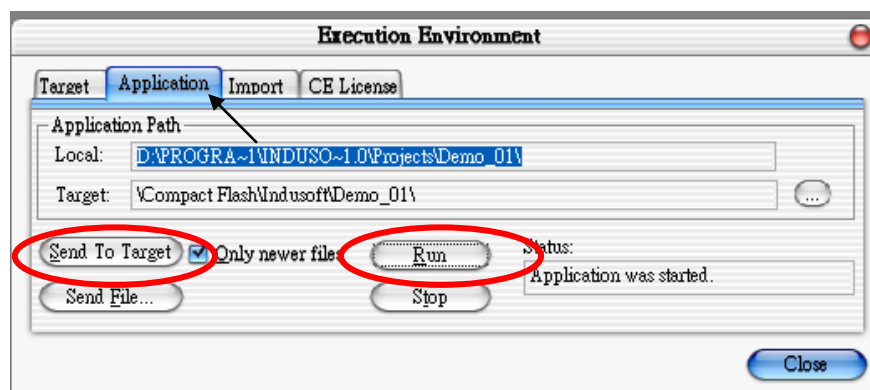 Execution Environment
Target Application Import CE License
Application Path
Local: D:\PROGRA~1\INDUSO~1.0\Projects\Demo_01\
Target: \Compact Flash\Indusoft\Demo_01\ ...
Send To Target Only newer files Run Status:
Application was started.
Send File... Stop
Close